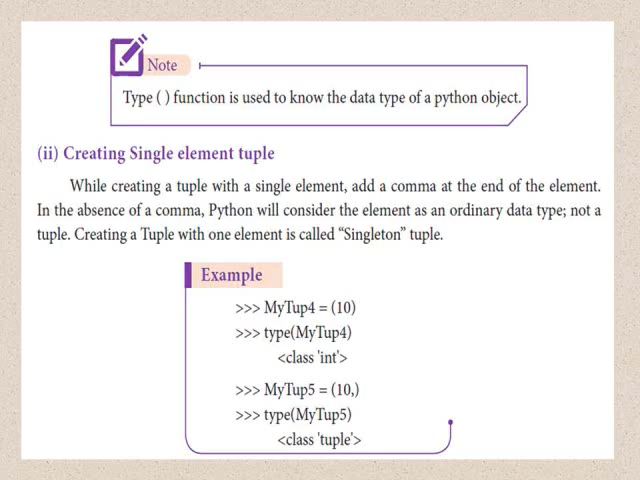 Note
Type ( ) function is used to know the data type of a python object.
(ii) Creating Single element tuple
While creating a tuple with a single element, add a comma at the end of the element.
In the absence of a comma, Python will consider the element as an ordinary data type; not a
tuple. Creating a Tuple with one element is called “Singleton” tuple.
Example
>>> MyTup4 = (10)
>>> type(MyTup4)
<class 'int'>
>>> MyTup5 = (10,)
>>> type(MyTup5)
<class 'tuple'>